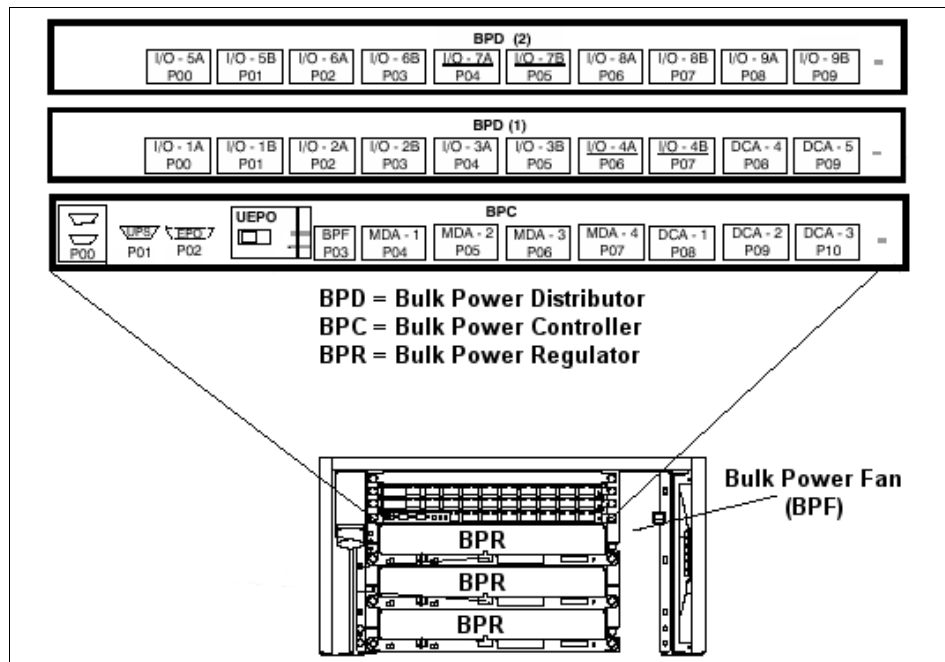 BPD (2)
I/O - 5A I/O - 5B I/O - 6A I/O - 6B I/O - 7A I/O - 7B I/O - 8A I/O - 8B I/O - 9A I/O - 9B
P00 P01 P02 P03 P04 P05 P06 P07 P08 P09
BPD (1)
I/O - 1A I/O - 1B I/O - 2A I/O - 2B I/O - 3A I/O - 3B I/O - 4A I/O - 4B DCA - 4 DCA - 5
P00 P01 P02 P03 P04 P05 P06 P07 P08 P09
BPC
UEPO
UPS EPO BPF MDA - 1 MDA - 2 MDA - 3 MDA - 4 DCA - 1 DCA - 2 DCA - 3
P00 P01 P02 P03 P04 P05 P06 P07 P08 P09 P10
BPD = Bulk Power Distributor
BPC = Bulk Power Controller
BPR = Bulk Power Regulator
Bulk Power Fan
(BPF)
BPR
BPR
BPR